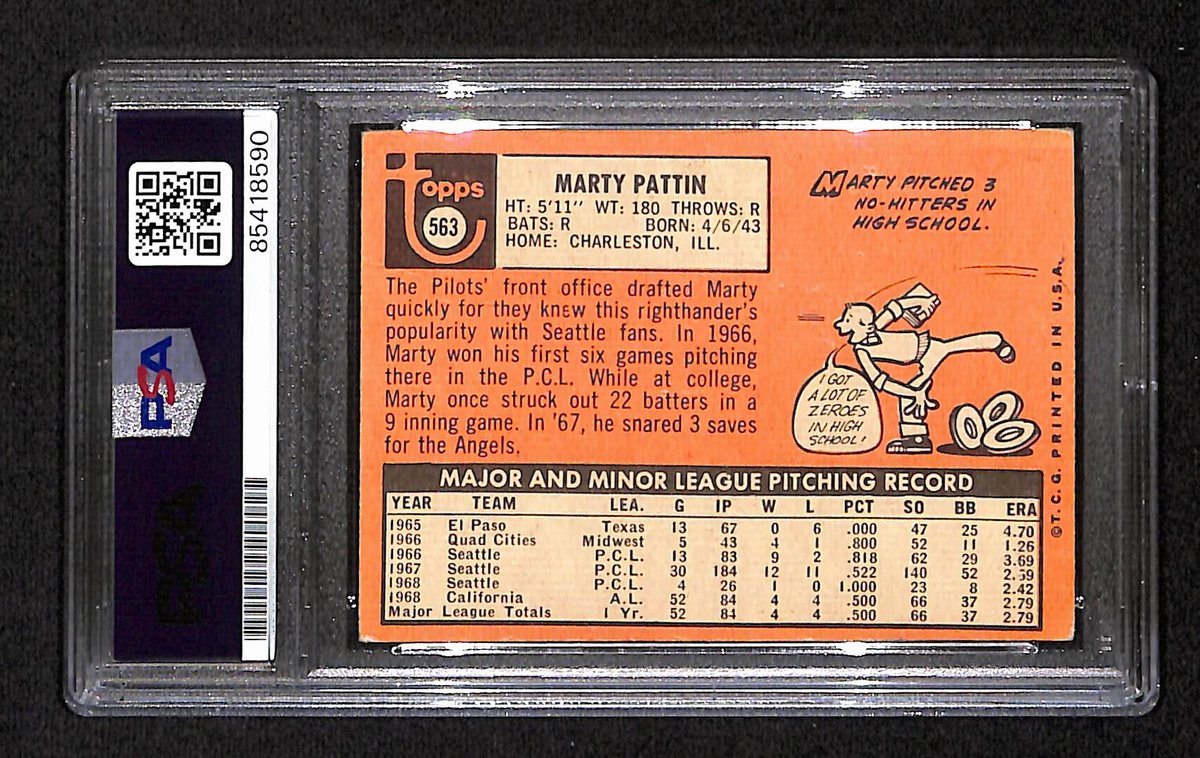 85418590
PSA
Topps
563
MARTY PATTIN
HT: 5'11" WT: 180 THROWS: R
BATS: R BORN: 4/6/43
HOME: CHARLESTON, ILL.
MARTY PITCHED 3
NO-HITTERS IN
HIGH SCHOOL.
The Pilots' front office drafted Marty
quickly for they knew this righthander's
popularity with Seattle fans. In 1966,
Marty won his first six games pitching
there in the P.C.L. While at college,
Marty once struck out 22 batters in a
9 inning game. In '67, he snared 3 saves
for the Angels.
I GOT
A LOT OF
ZEROES
IN HIGH
SCHOOL!
©T.C.G. PRINTED IN U.S.A.
MAJOR AND MINOR LEAGUE PITCHING RECORD
YEAR TEAM LEA. G IP W L PCT SO BB ERA
1965 El Paso Texas 13 67 0 6 .000 47 25 4.70
1966 Quad Cities Midwest 5 43 4 1 .800 52 11 1.26
1966 Seattle P.C.L. 13 83 9 2 .818 62 29 3.69
1967 Seattle P.C.L. 30 184 12 11 .522 140 52
1968 Seattle P.C.L. 4 26 1 0 1.000 23 8 2.42
1968 California A.L. 52 84 4 4 .500 66 37 2.79
Major League Totals 1 Yr. 52 84 4 4 .500 66 37 2.79